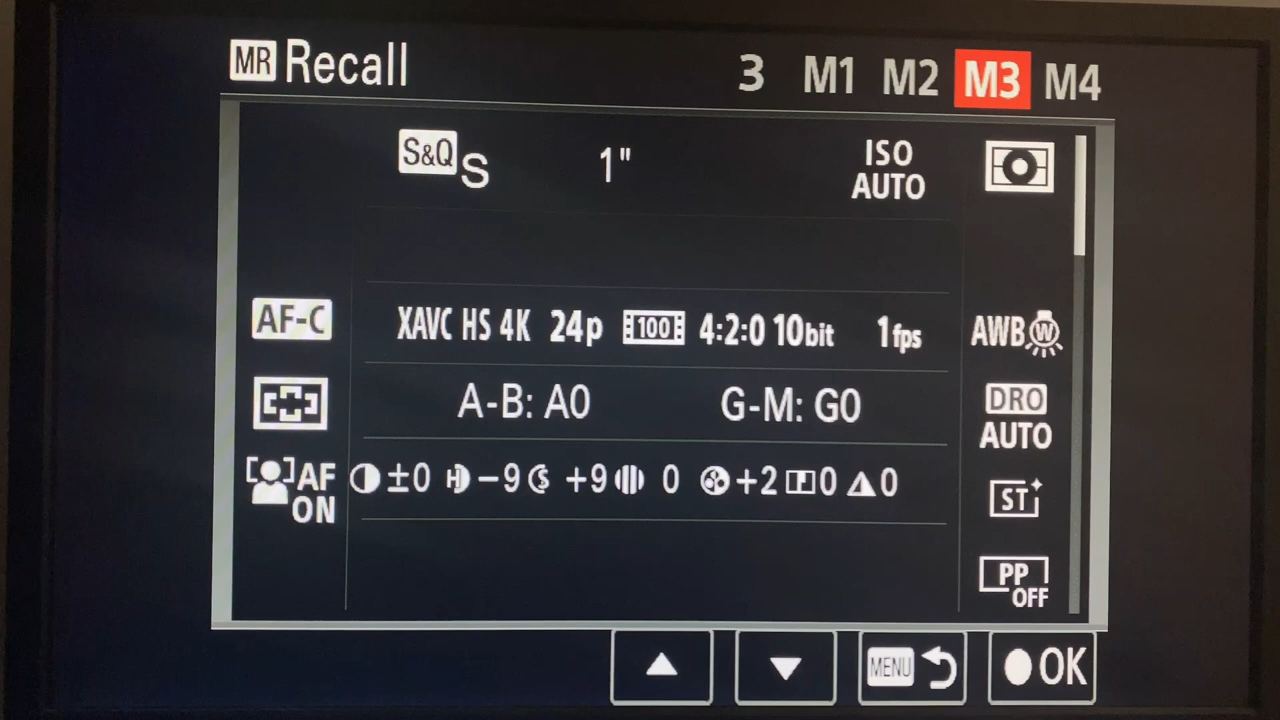 MR Recall 3 M1 M2 M3 M4
S&Q S 1" ISO AUTO
AF-C XAVC HS 4K 24p 100 4:2:0 10bit 1fps AWB W
A-B: A0 G-M: G0 DRO AUTO
AF ON ±0 H −9 S +9 0 +2 0 0 ST
PP OFF
MENU OK